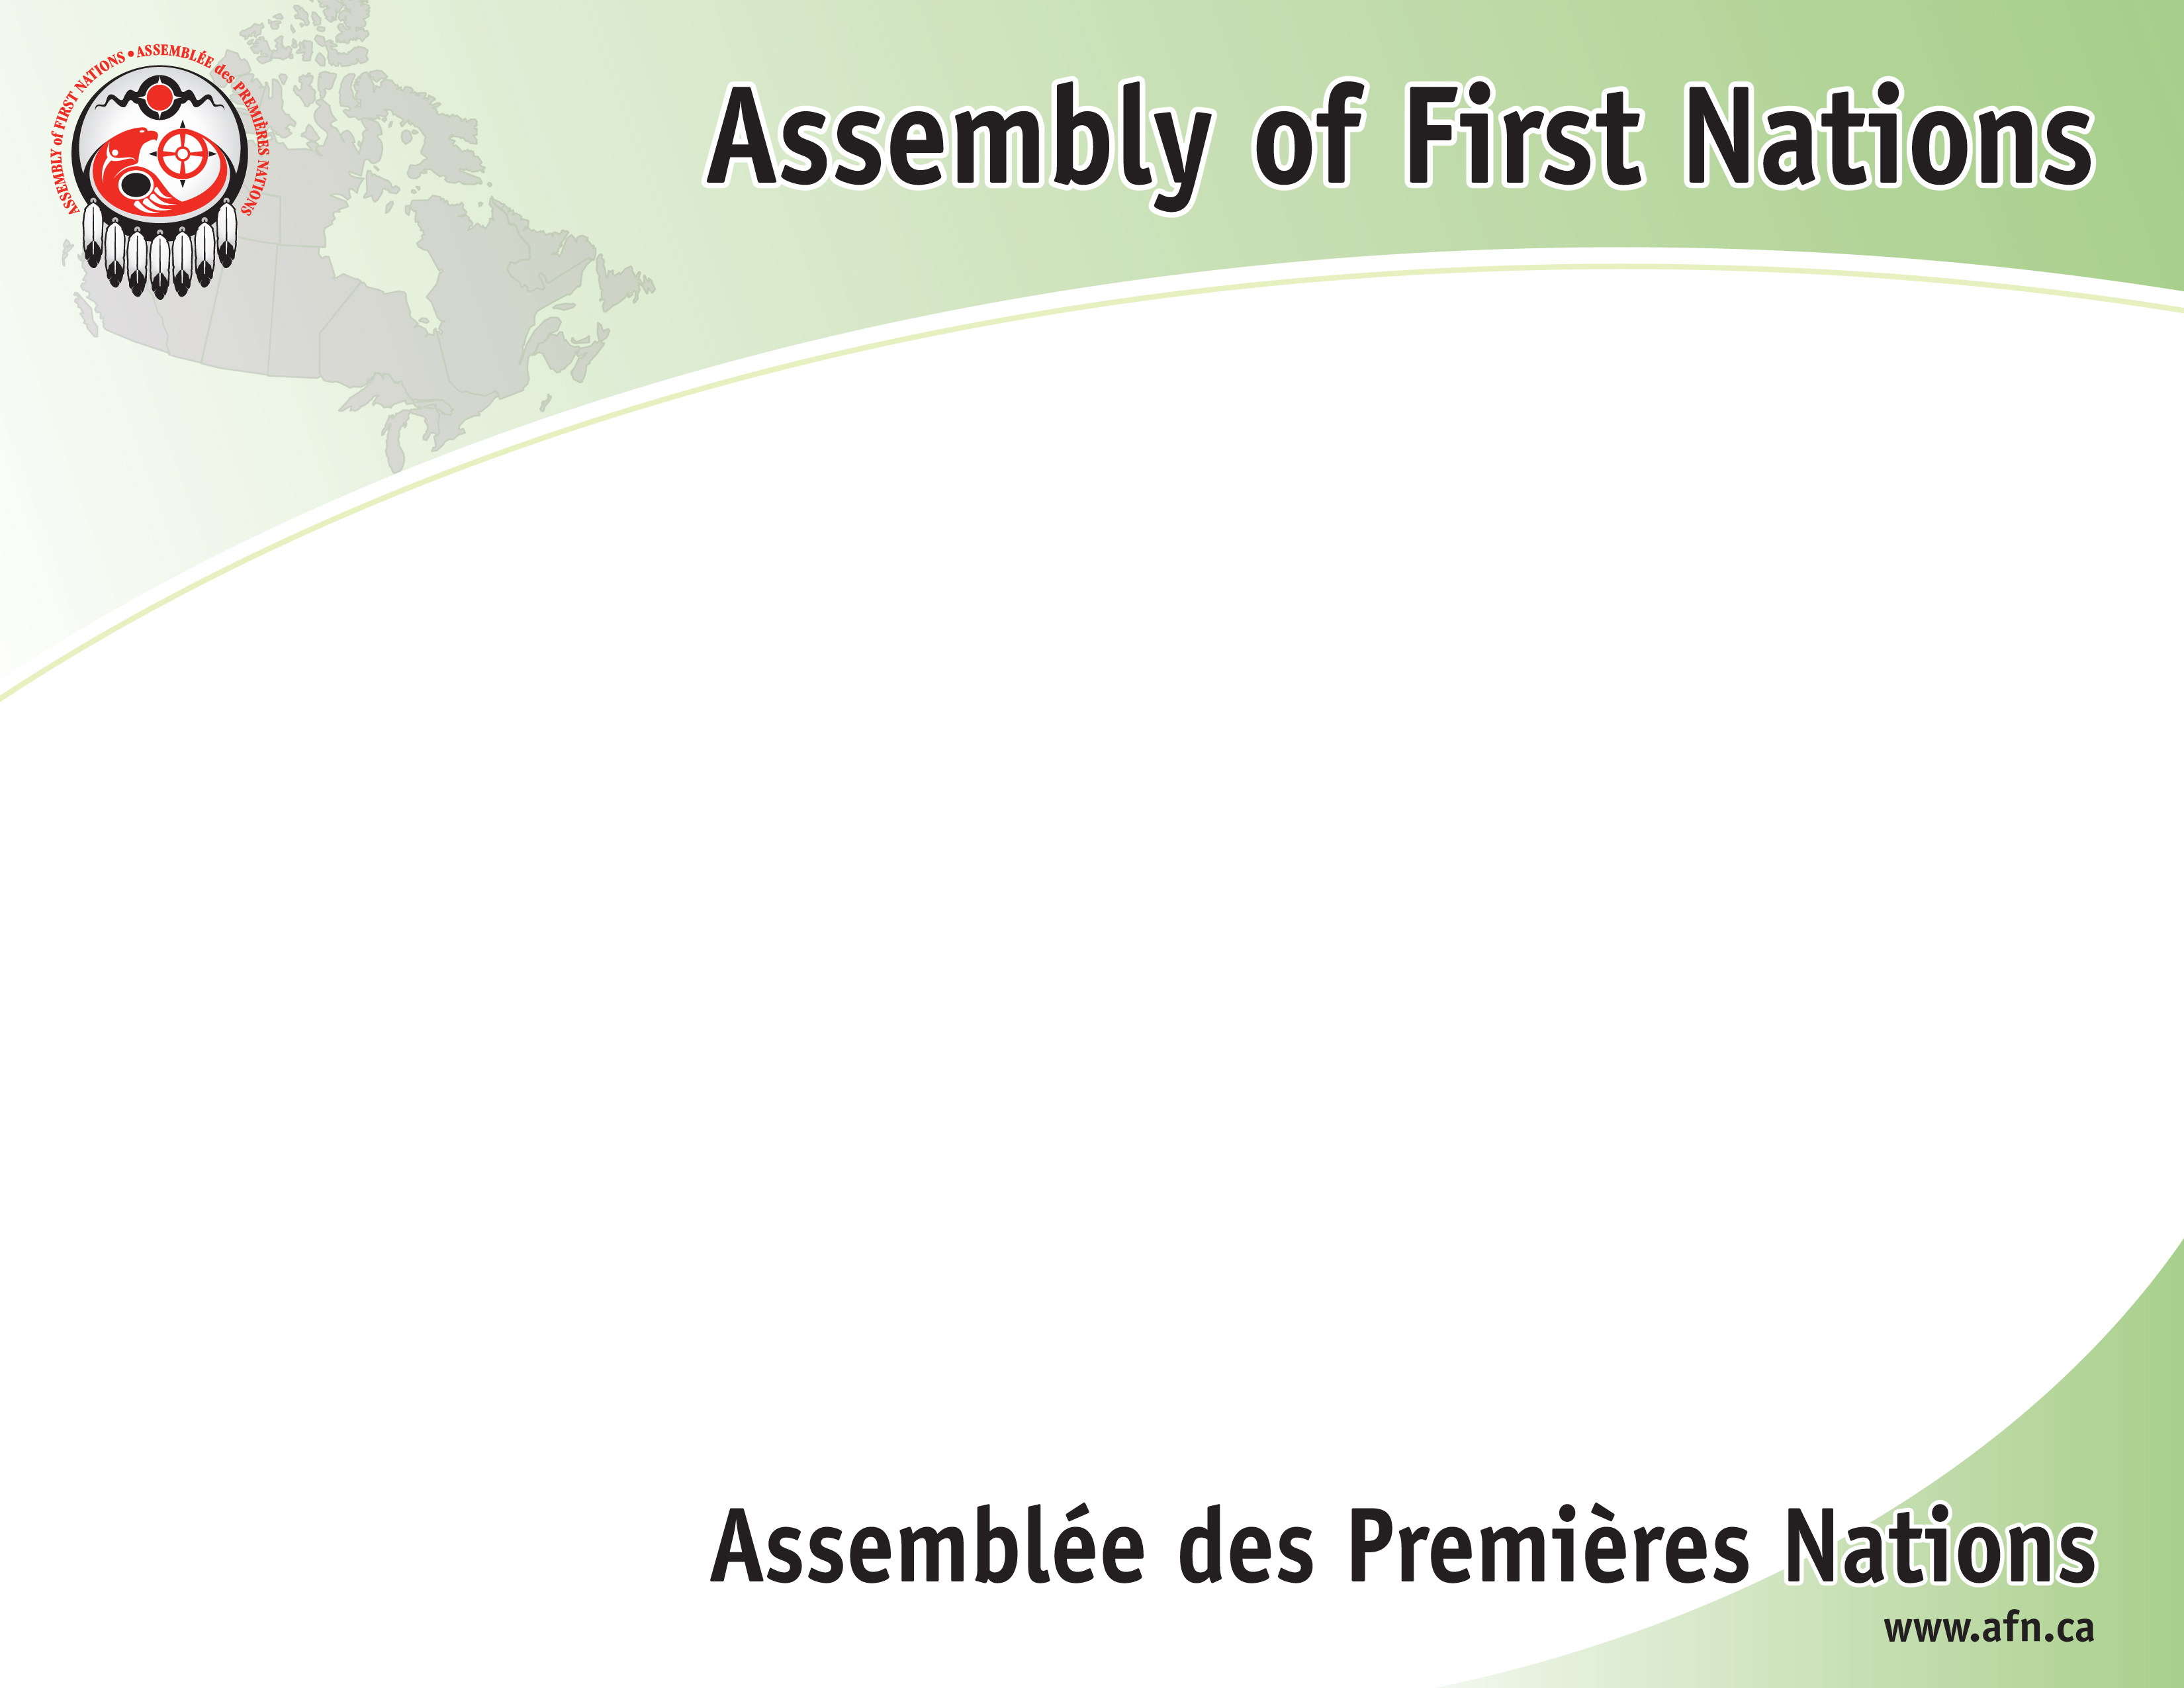 ASSEMBLY of FIRST NATIONS • ASSEMBLÉE des PREMIÈRES NATIONS
Assembly of First Nations
Assemblée des Premières Nations
www.afn.ca